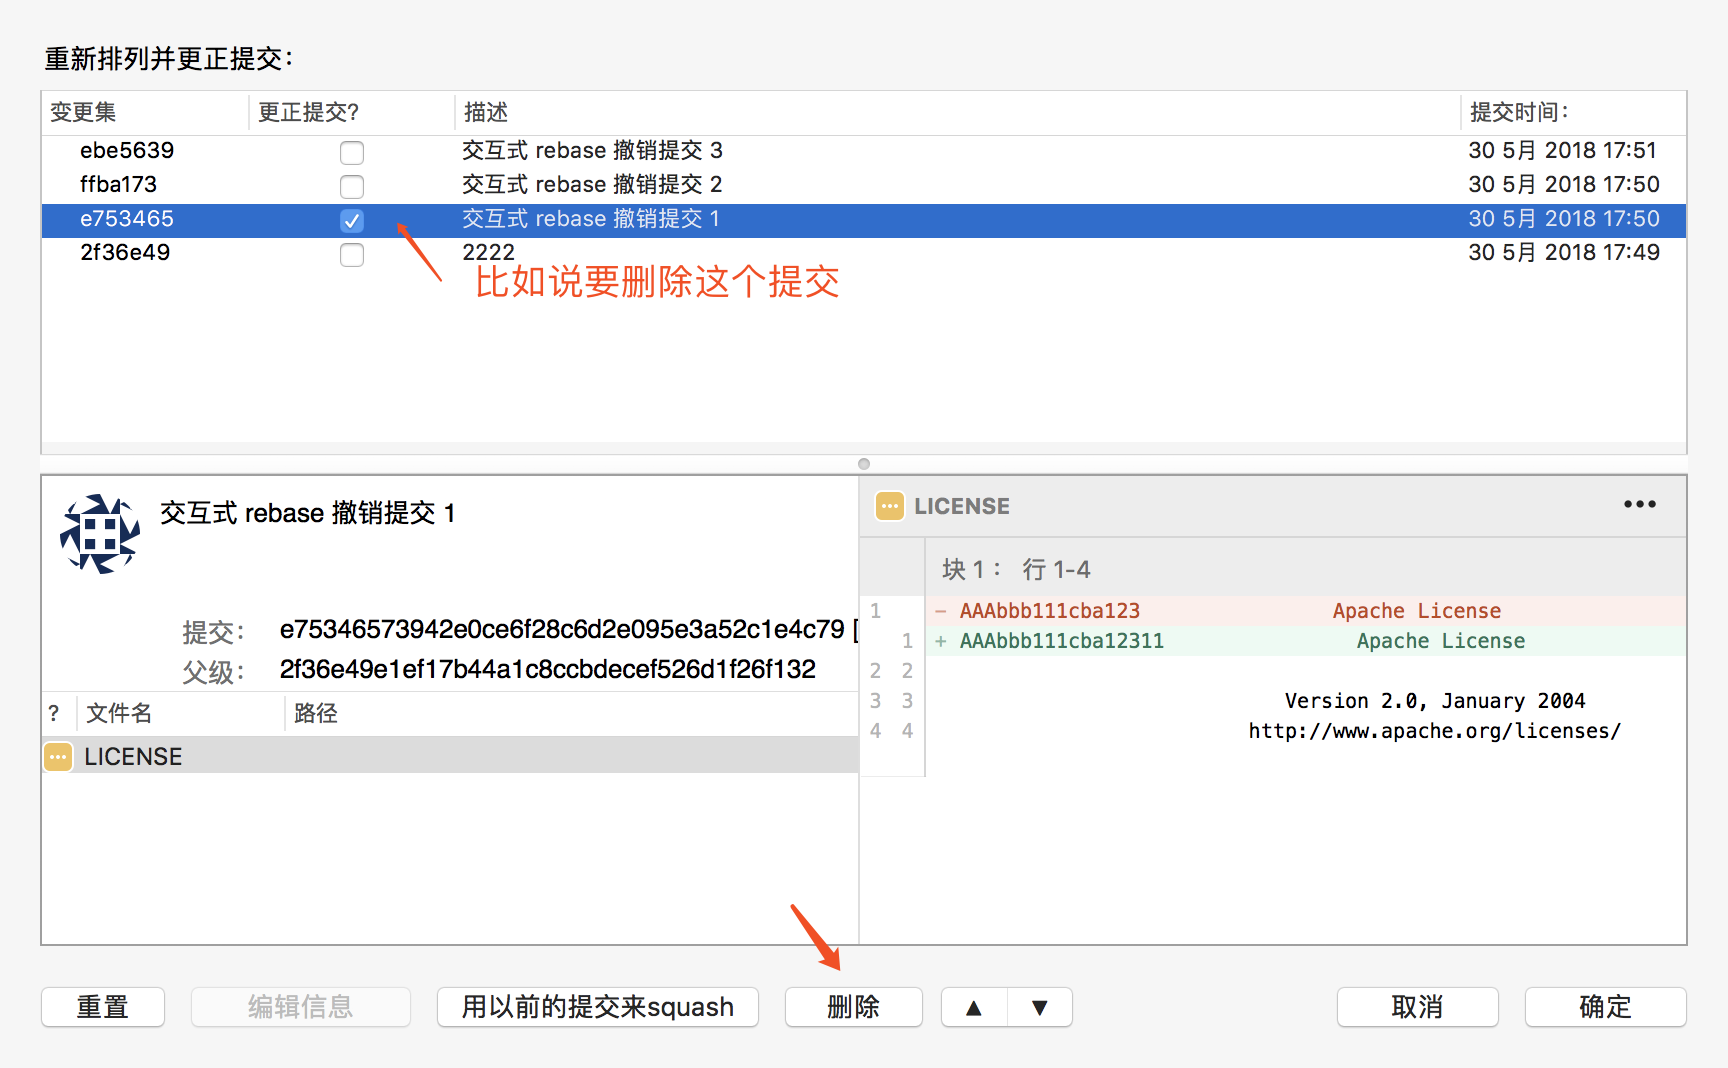 重新排列并更正提交:
变更集 更正提交? 描述 提交时间:
ebe5639 交互式 rebase 撤销提交 3 30 5月 2018 17:51
ffba173 交互式 rebase 撤销提交 2 30 5月 2018 17:50
e753465 交互式 rebase 撤销提交 1 30 5月 2018 17:50
2f36e49 2222 30 5月 2018 17:49
比如说要删除这个提交
交互式 rebase 撤销提交 1
提交: e75346573942e0ce6f28c6d2e095e3a52c1e4c79 [
父级: 2f36e49e1ef17b44a1c8ccbdecef526d1f26f132
? 文件名 路径
LICENSE
LICENSE
块 1: 行 1-4
1 - AAAbbb111cba123 Apache License
1 + AAAbbb111cba12311 Apache License
2 2
3 3 Version 2.0, January 2004
4 4 http://www.apache.org/licenses/
重置 编辑信息 用以前的提交来squash 删除 ▲ ▼ 取消 确定